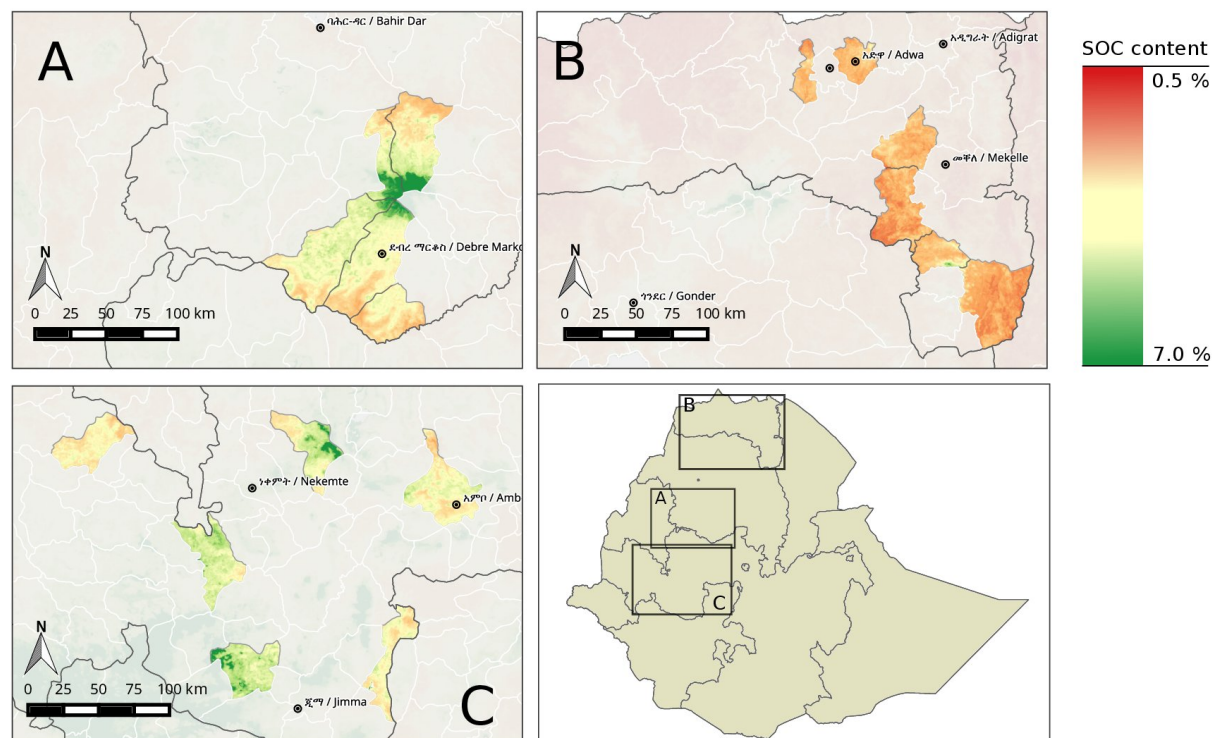 A
ባሕር-ዳር / Bahir Dar
ደብረ ማርቆስ / Debre Marko
N
0 25 50 75 100 km
B
አዲግራት / Adigrat
አድዋ / Adwa
መቐለ / Mekelle
ጎንደር / Gonder
N
0 25 50 75 100 km
SOC content
0.5 %
7.0 %
ነቀምት / Nekemte
አምቦ / Amb
ጂማ / Jimma
N
0 25 50 75 100 km
C
B
A
C